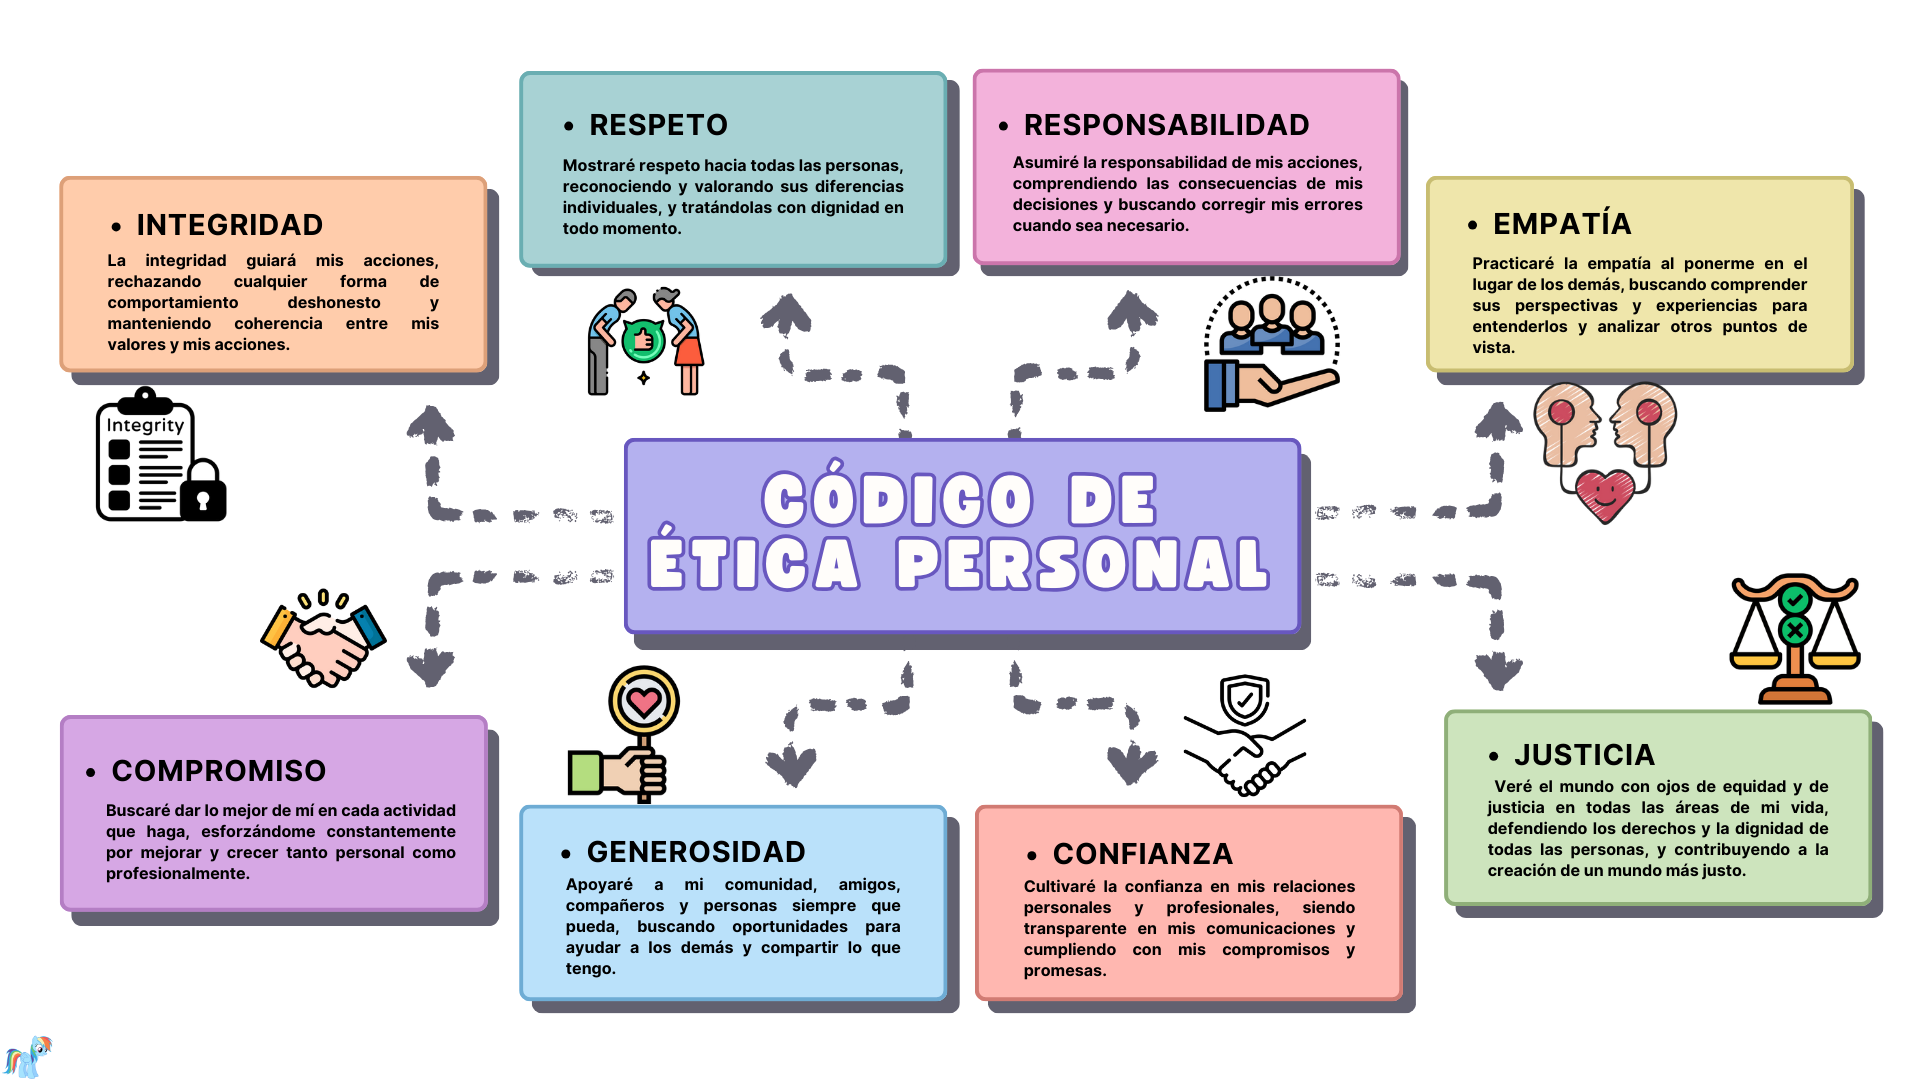 • RESPETO
Mostraré respeto hacia todas las personas,
reconociendo y valorando sus diferencias
individuales, y tratándolas con dignidad en
todo momento.
• RESPONSABILIDAD
Asumiré la responsabilidad de mis acciones,
comprendiendo las consecuencias de mis
decisiones y buscando corregir mis errores
cuando sea necesario.
• INTEGRIDAD
La integridad guiará mis acciones,
rechazando cualquier forma de
comportamiento deshonesto y
manteniendo coherencia entre mis
valores y mis acciones.
• EMPATÍA
Practicaré la empatía al ponerme en el
lugar de los demás, buscando comprender
sus perspectivas y experiencias para
entenderlos y analizar otros puntos de
vista.
Integrity
CÓDIGO DE
ÉTICA PERSONAL
• COMPROMISO
Buscaré dar lo mejor de mí en cada actividad
que haga, esforzándome constantemente
por mejorar y crecer tanto personal como
profesionalmente.
• GENEROSIDAD
Apoyaré a mi comunidad, amigos,
compañeros y personas siempre que
pueda, buscando oportunidades para
ayudar a los demás y compartir lo que
tengo.
• CONFIANZA
Cultivaré la confianza en mis relaciones
personales y profesionales, siendo
transparente en mis comunicaciones y
cumpliendo con mis compromisos y
promesas.
• JUSTICIA
Veré el mundo con ojos de equidad y de
justicia en todas las áreas de mi vida,
defendiendo los derechos y la dignidad de
todas las personas, y contribuyendo a la
creación de un mundo más justo.